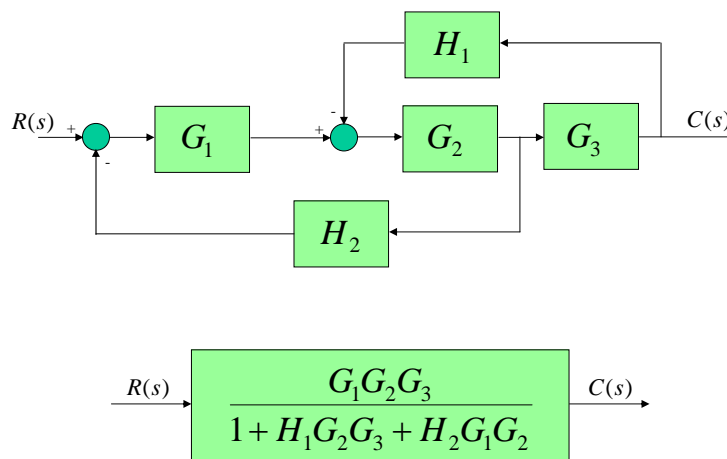 H₁
-
R(s) + G₁ + G₂ G₃ C(s)
-
H₂
R(s) G₁G₂G₃ C(s)
1 + H₁G₂G₃ + H₂G₁G₂